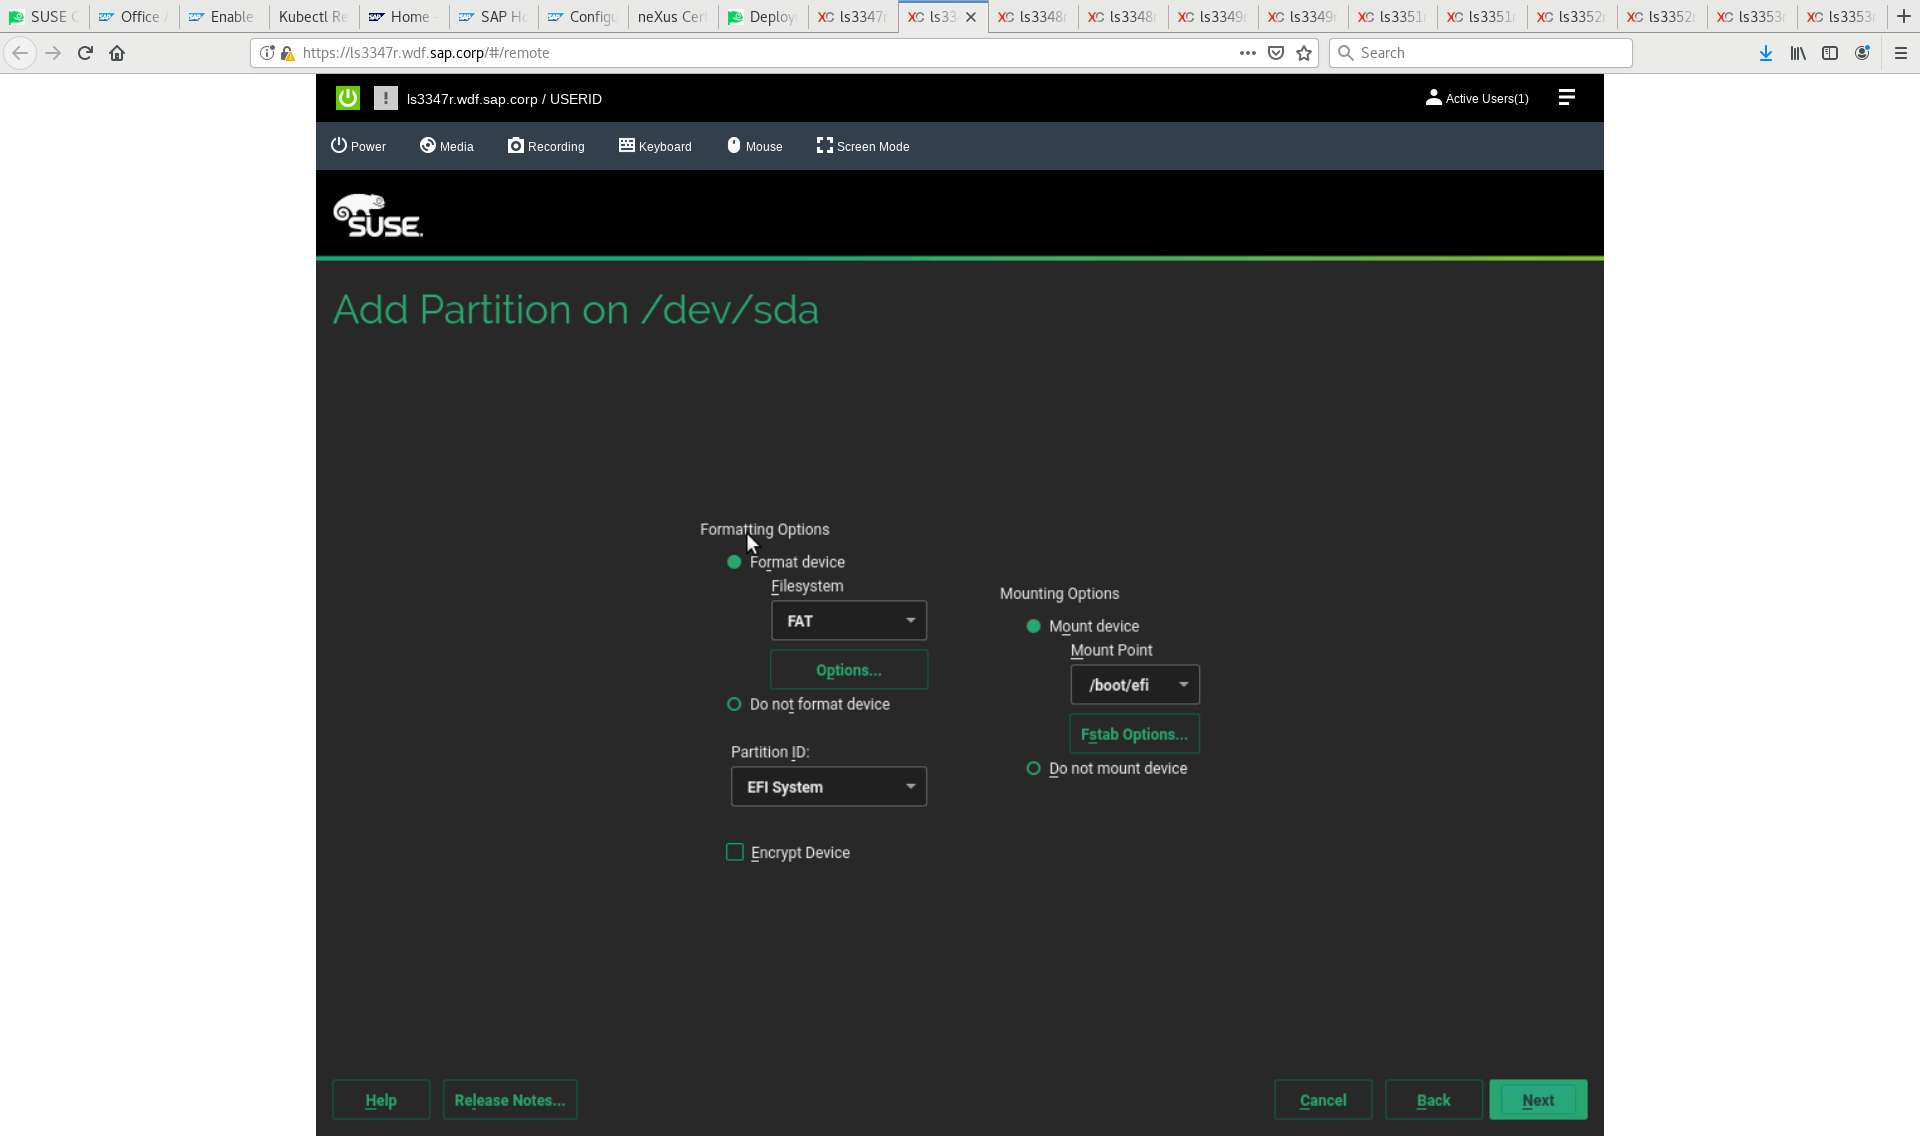 SUSE C Office Enable Kubectl Re Home - SAP Ho Configu neXus Cert Deploy ls3347r ls33 ls3348r ls3348r ls3349r ls3349r ls3351r ls3351r ls3352r ls3352r ls3353r ls3353r
https://ls3347r.wdf.sap.corp/#/remote
Search
ls3347r.wdf.sap.corp / USERID
Active Users(1)
Power Media Recording Keyboard Mouse Screen Mode
SUSE.
Add Partition on /dev/sda
Formatting Options
Format device
Filesystem
FAT
Options...
Do not format device
Partition ID:
EFI System
Encrypt Device
Mounting Options
Mount device
Mount Point
/boot/efi
Fstab Options...
Do not mount device
Help Release Notes... Cancel Back Next